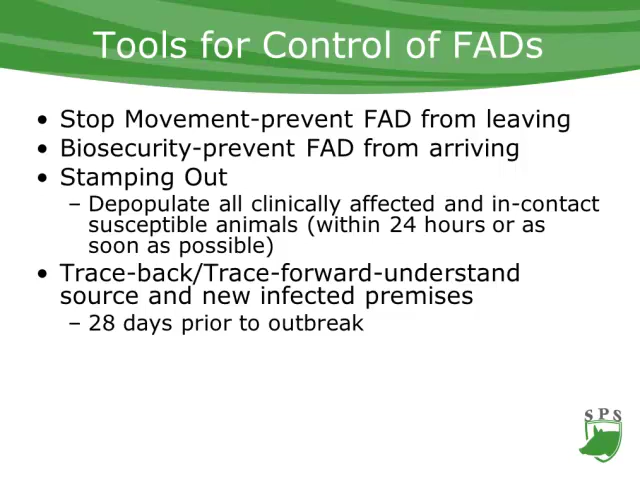 Tools for Control of FADs
• Stop Movement-prevent FAD from leaving
• Biosecurity-prevent FAD from arriving
• Stamping Out
– Depopulate all clinically affected and in-contact
susceptible animals (within 24 hours or as
soon as possible)
• Trace-back/Trace-forward-understand
source and new infected premises
– 28 days prior to outbreak
SPS